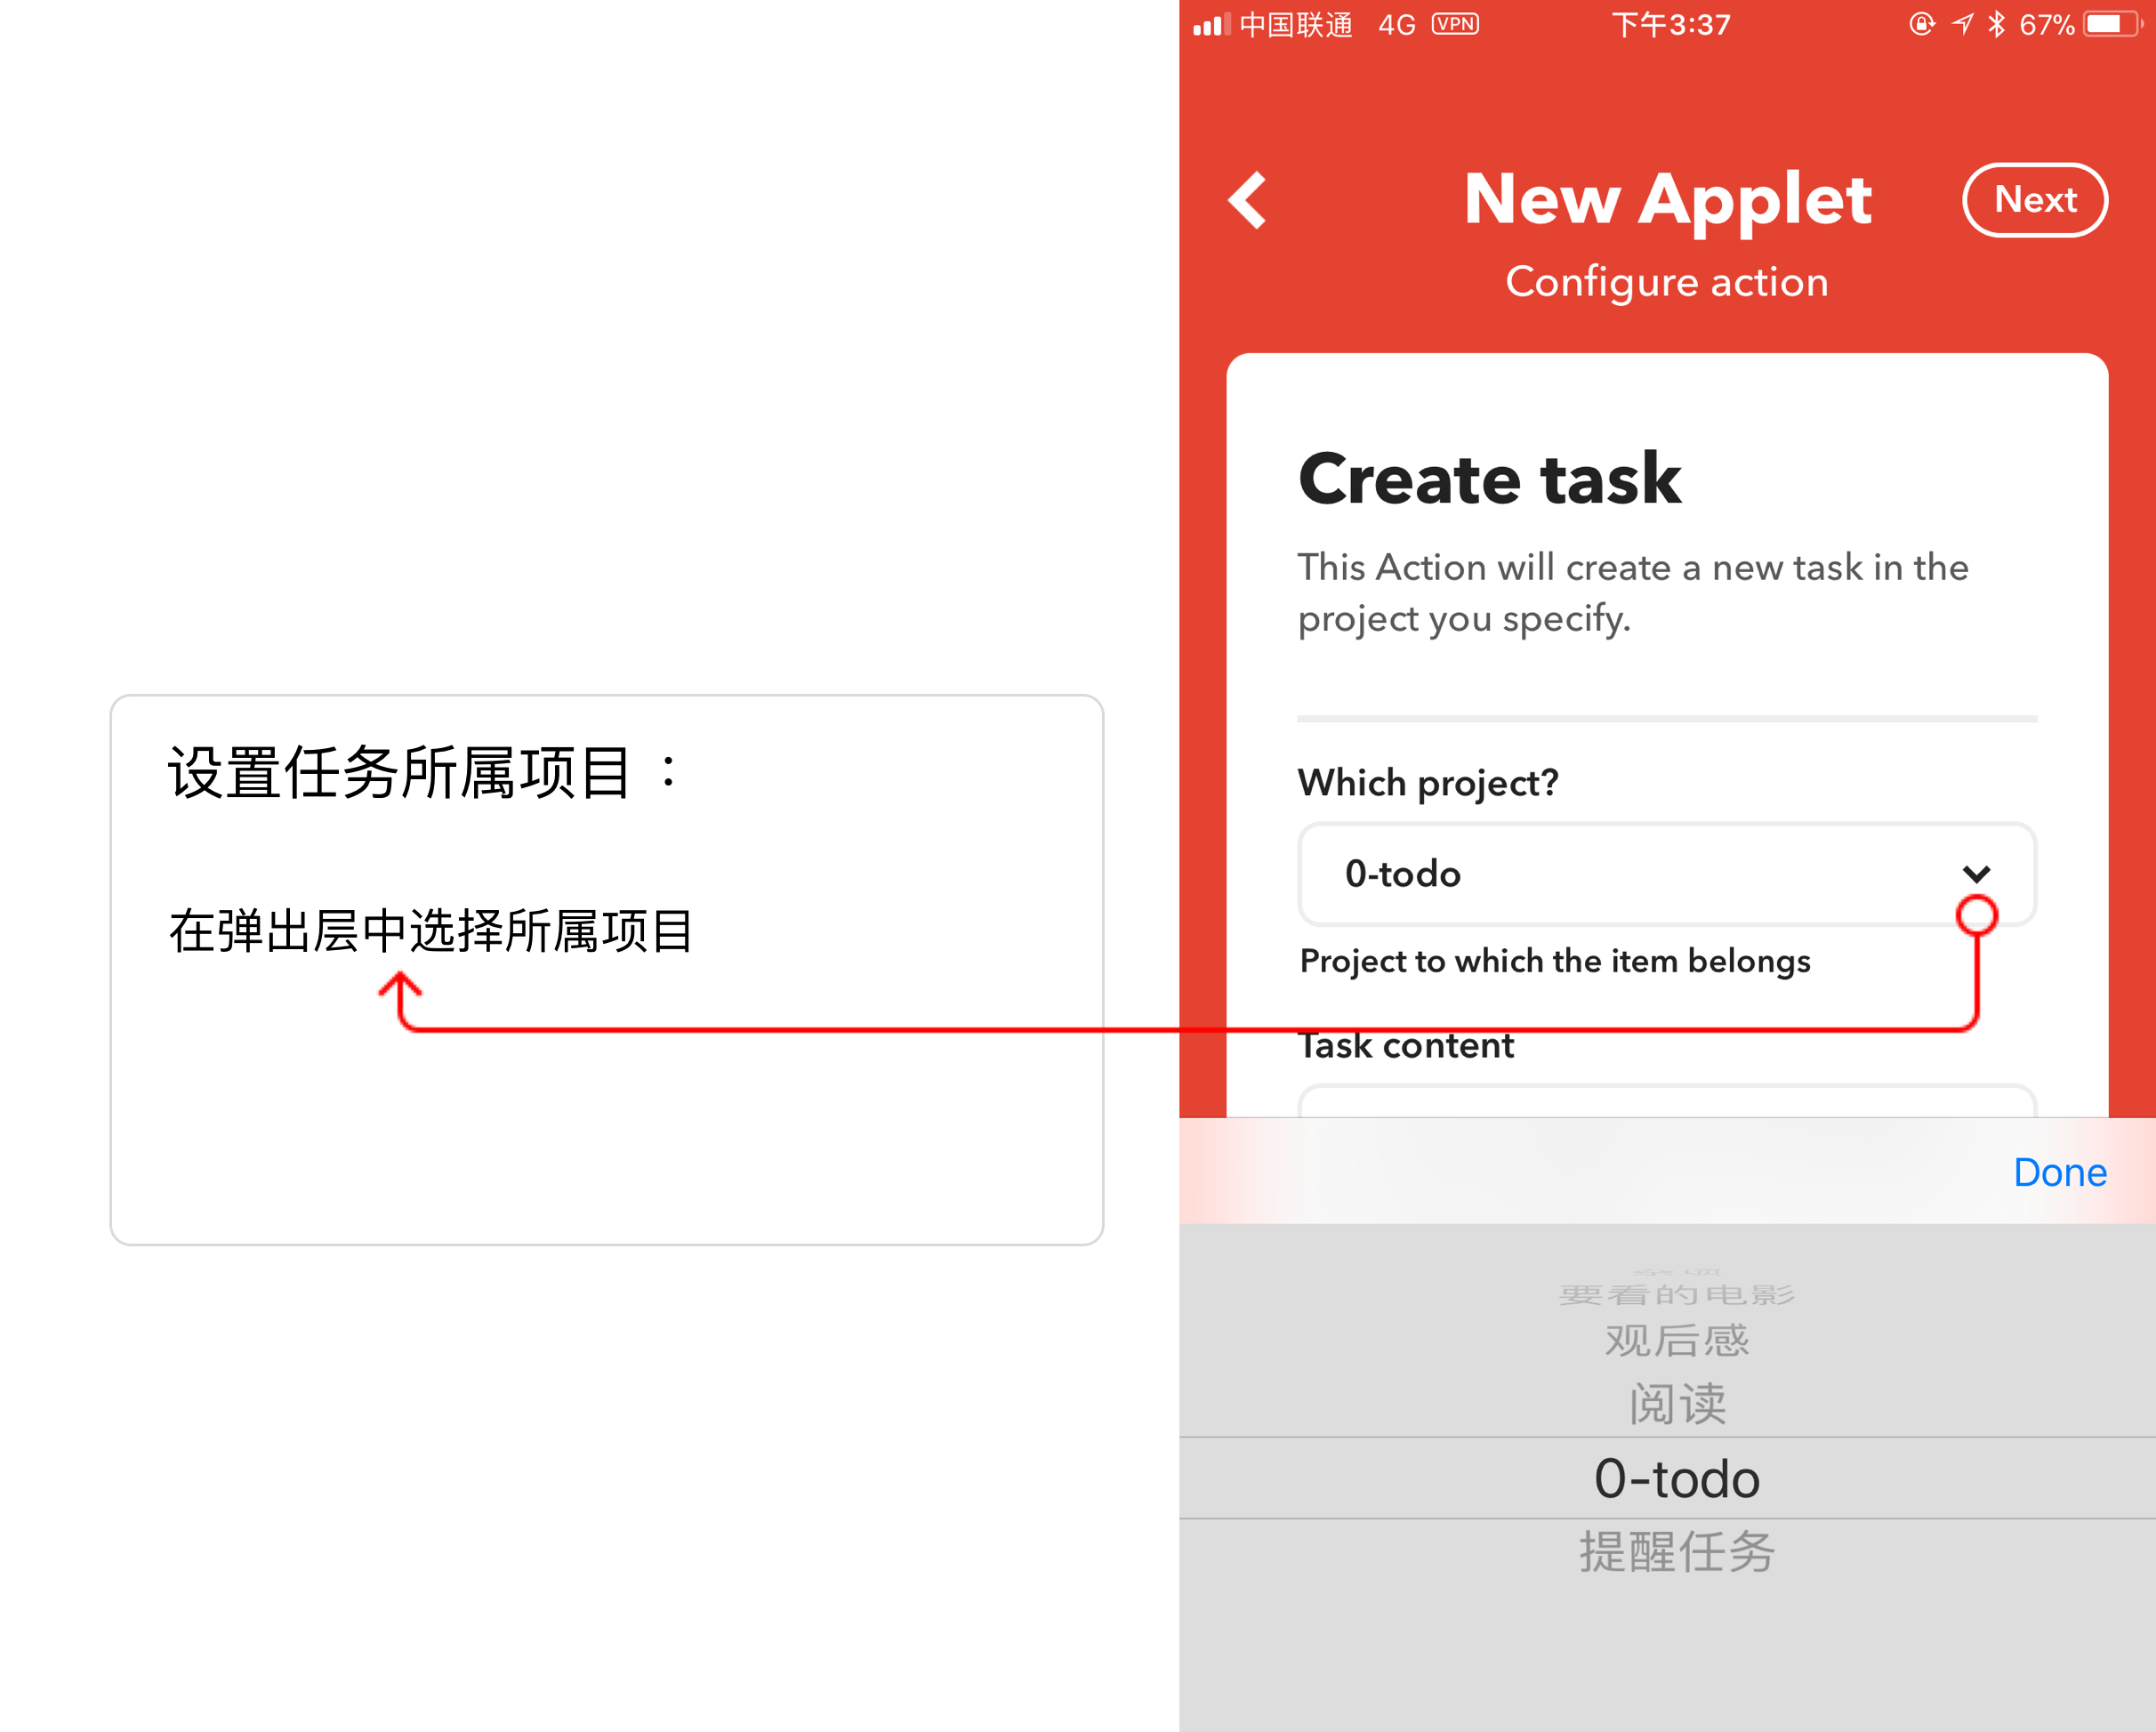 中国联通 4G VPN 下午3:37 67%
New Applet
Next
Configure action
Create task
This Action will create a new task in the
project you specify.
设置任务所属项目：
在弹出层中选择所属项目
Which project?
0-todo
Project to which the item belongs
Task content
Done
要看的电影
观后感
阅读
0-todo
提醒任务